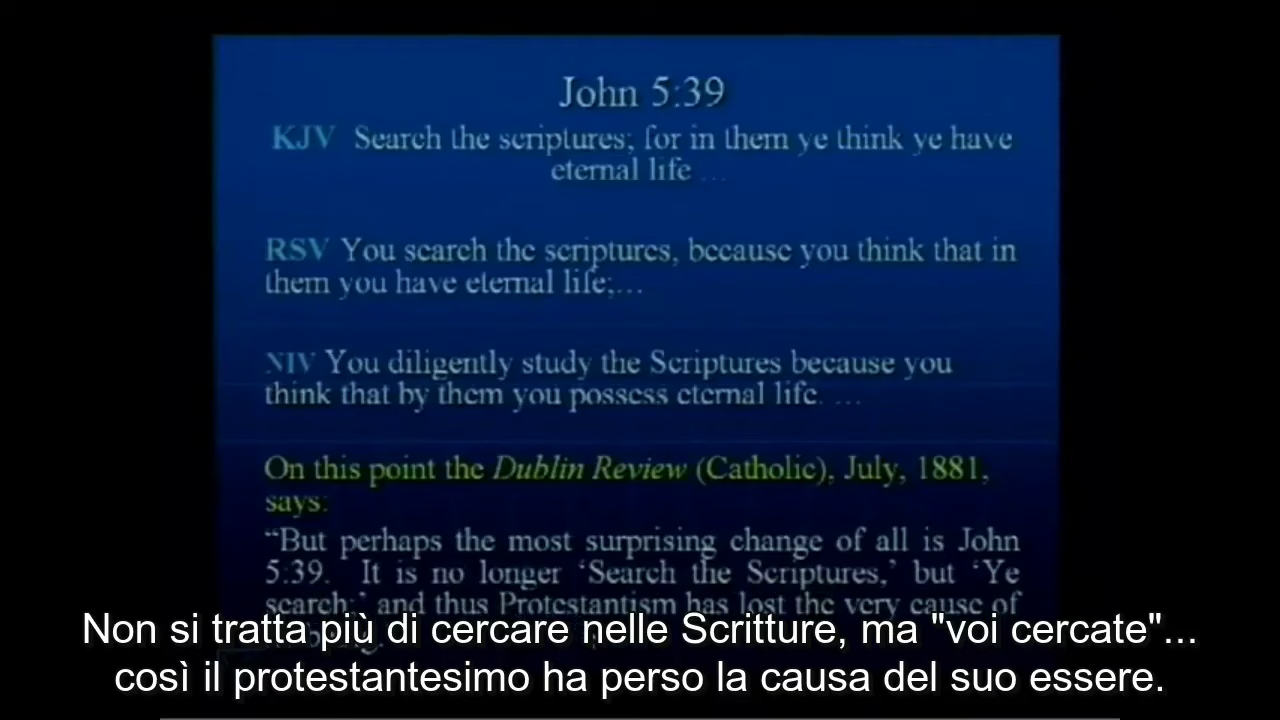 John 5:39
KJV Search the scriptures; for in them ye think ye have
eternal life ...
RSV You search the scriptures, because you think that in
them you have eternal life;...
NIV You diligently study the Scriptures because you
think that by them you possess eternal life. ...
On this point the Dublin Review (Catholic), July, 1881,
says:
“But perhaps the most surprising change of all is John
5:39. It is no longer ‘Search the Scriptures,’ but ‘Ye
search;’ and thus Protestantism has lost the very cause of
Non si tratta più di cercare nelle Scritture, ma "voi cercate"...
così il protestantesimo ha perso la causa del suo essere.